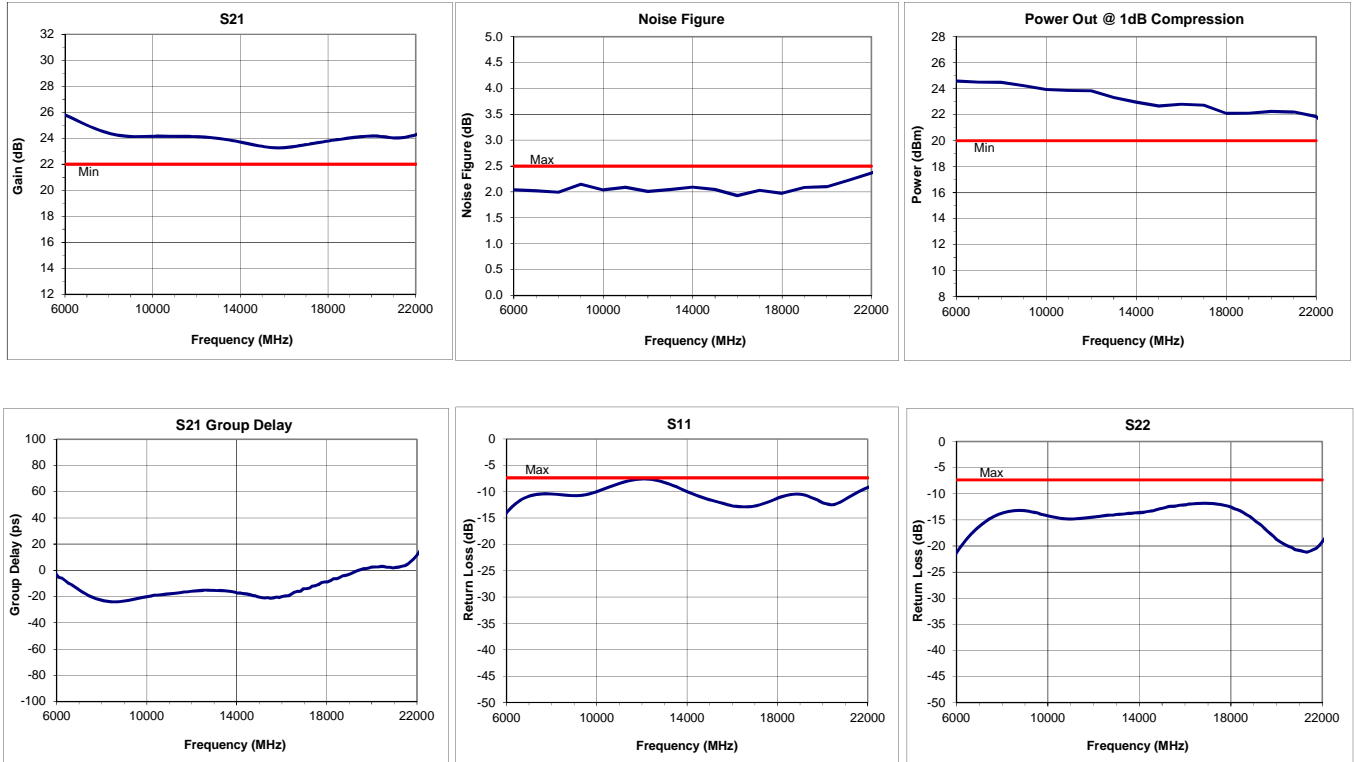 S21
32
30
28
26
24
22
20
18
16
14
12
Gain (dB)
Min
6000 10000 14000 18000 22000
Frequency (MHz)
Noise Figure
5.0
4.5
4.0
3.5
3.0
2.5
2.0
1.5
1.0
0.5
0.0
Noise Figure (dB)
Max
6000 10000 14000 18000 22000
Frequency (MHz)
Power Out @ 1dB Compression
28
26
24
22
20
18
16
14
12
10
8
Power (dBm)
Min
6000 10000 14000 18000 22000
Frequency (MHz)
S21 Group Delay
100
80
60
40
20
0
-20
-40
-60
-80
-100
Group Delay (ps)
6000 10000 14000 18000 22000
Frequency (MHz)
S11
0
-5
-10
-15
-20
-25
-30
-35
-40
-45
-50
Return Loss (dB)
Max
6000 10000 14000 18000 22000
Frequency (MHz)
S22
0
-5
-10
-15
-20
-25
-30
-35
-40
-45
-50
Return Loss (dB)
Max
6000 10000 14000 18000 22000
Frequency (MHz)